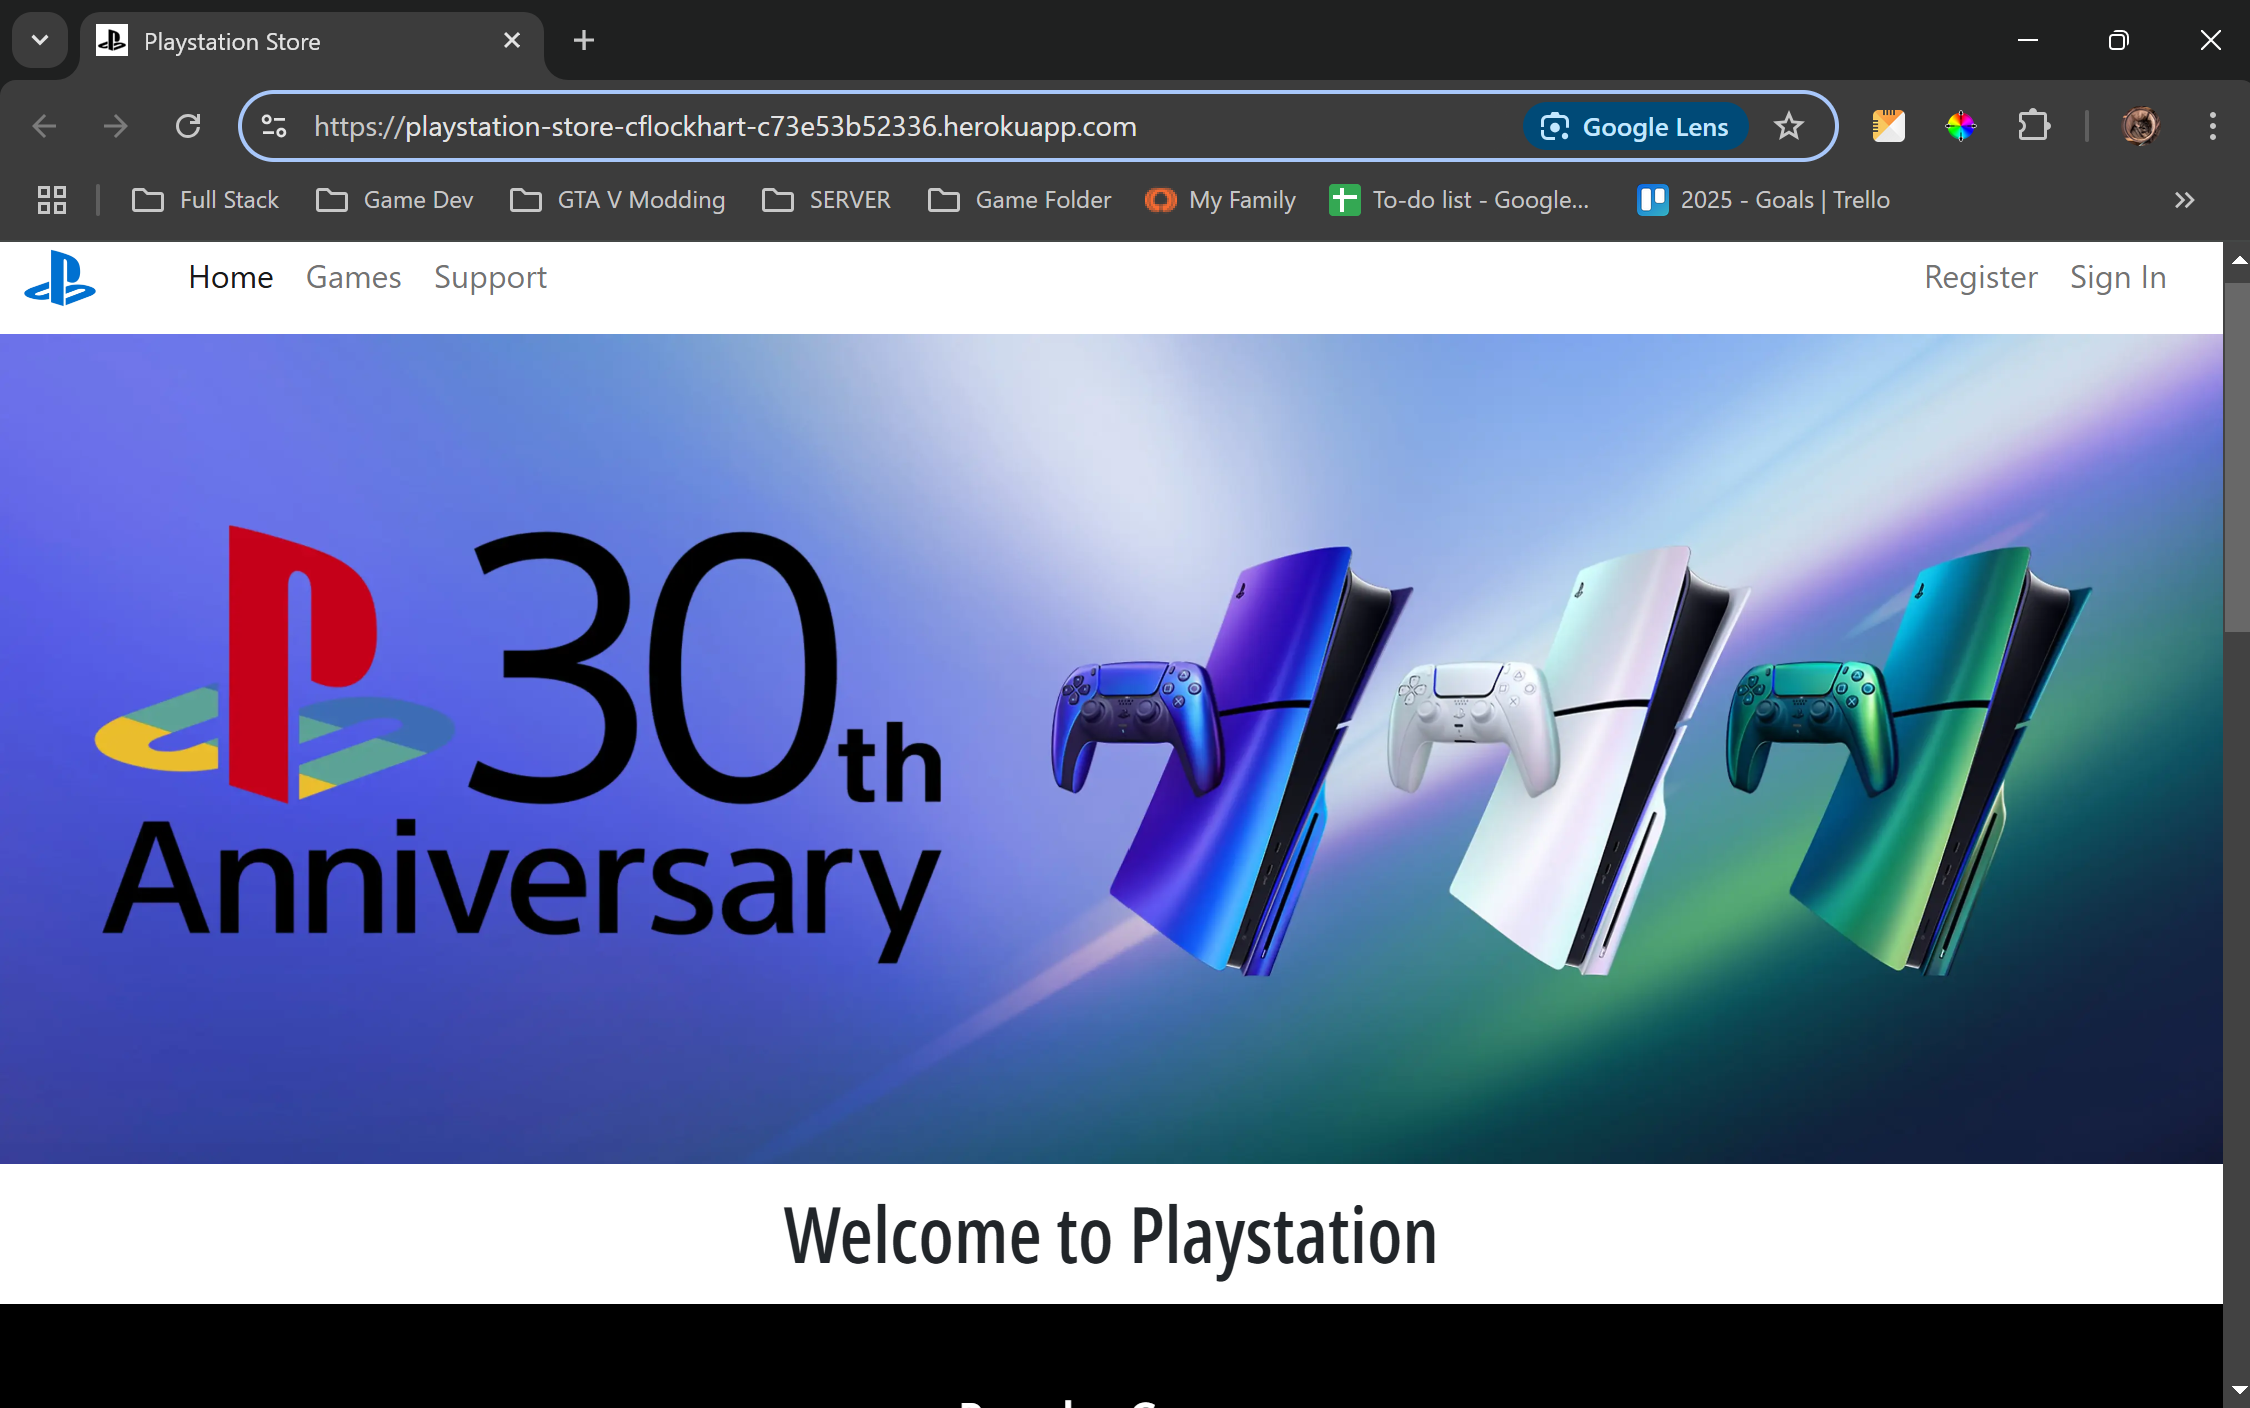 Playstation Store
https://playstation-store-cflockhart-c73e53b52336.herokuapp.com
Google Lens
Full Stack
Game Dev
GTA V Modding
SERVER
Game Folder
My Family
To-do list - Google...
2025 - Goals | Trello
Home Games Support
Register Sign In
30th
Anniversary
Welcome to Playstation